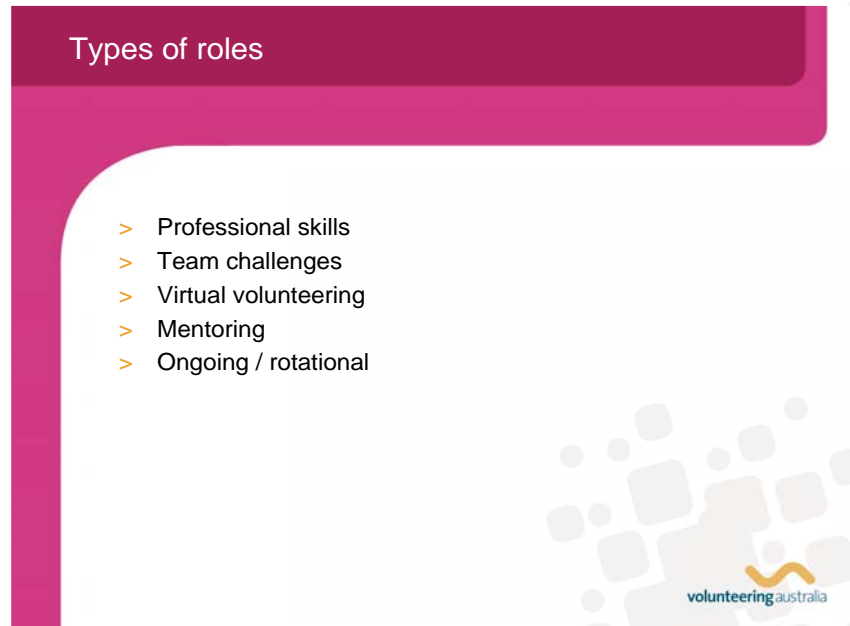 Types of roles
> Professional skills
> Team challenges
> Virtual volunteering
> Mentoring
> Ongoing / rotational
volunteeringaustralia